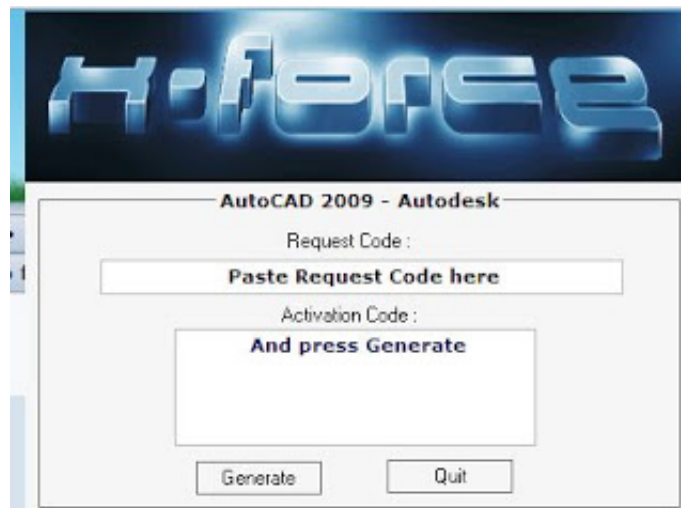 x-force
AutoCAD 2009 - Autodesk
Request Code :
Paste Request Code here
Activation Code :
And press Generate
Generate
Quit